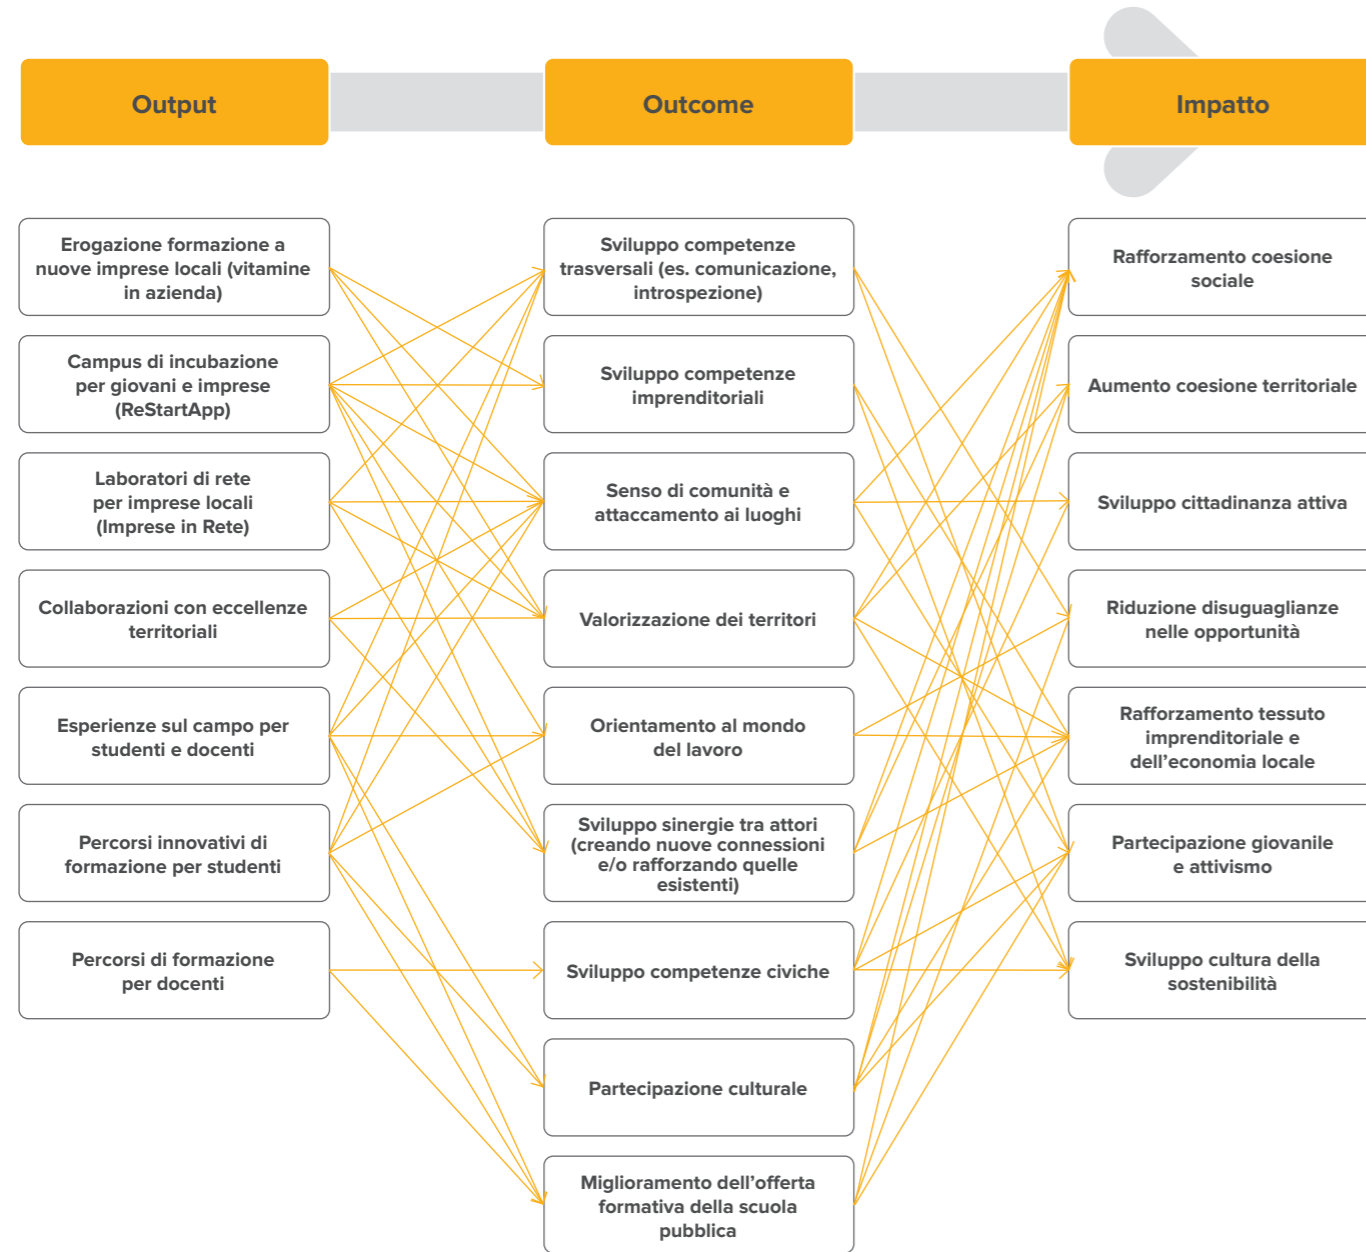 Output
Outcome
Impatto
Erogazione formazione a
nuove imprese locali (vitamine
in azienda)
Campus di incubazione
per giovani e imprese
(ReStartApp)
Laboratori di rete
per imprese locali
(Imprese in Rete)
Collaborazioni con eccellenze
territoriali
Esperienze sul campo per
studenti e docenti
Percorsi innovativi di
formazione per studenti
Percorsi di formazione
per docenti
Sviluppo competenze
trasversali (es. comunicazione,
introspezione)
Sviluppo competenze
imprenditoriali
Senso di comunità e
attaccamento ai luoghi
Valorizzazione dei territori
Orientamento al mondo
del lavoro
Sviluppo sinergie tra attori
(creando nuove connessioni
e/o rafforzando quelle
esistenti)
Sviluppo competenze civiche
Partecipazione culturale
Miglioramento dell’offerta
formativa della scuola
pubblica
Rafforzamento coesione
sociale
Aumento coesione territoriale
Sviluppo cittadinanza attiva
Riduzione disuguaglianze
nelle opportunità
Rafforzamento tessuto
imprenditoriale e
dell’economia locale
Partecipazione giovanile
e attivismo
Sviluppo cultura della
sostenibilità